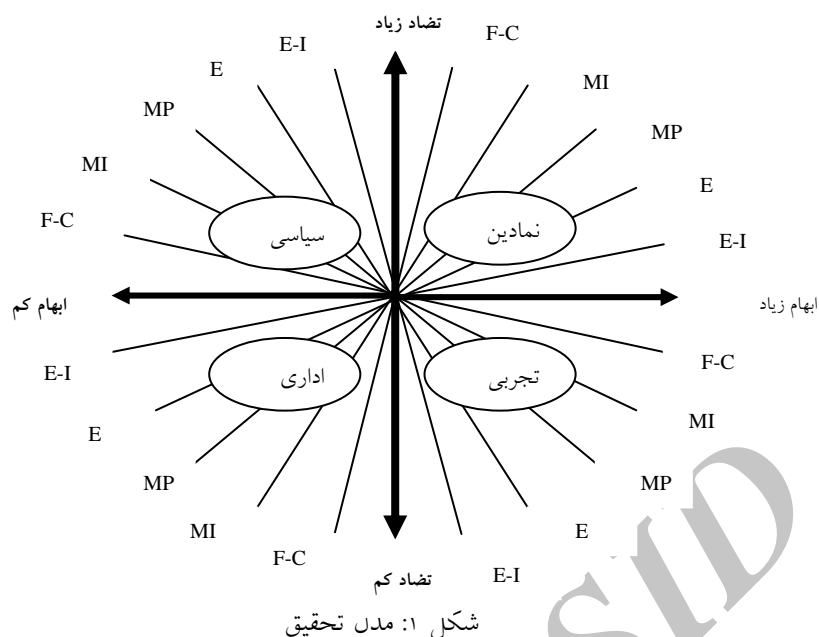 تضاد زیاد
E-I
F-C
E
MI
MP
MP
MI
E
F-C
سیاسی
نمادین
E-I
ابهام کم
ابهام زیاد
E-I
اداری
تجربی
F-C
E
MI
MP
MP
MI
E
F-C
E-I
تضاد کم
شکل ۱: مدل تحقیق
SID